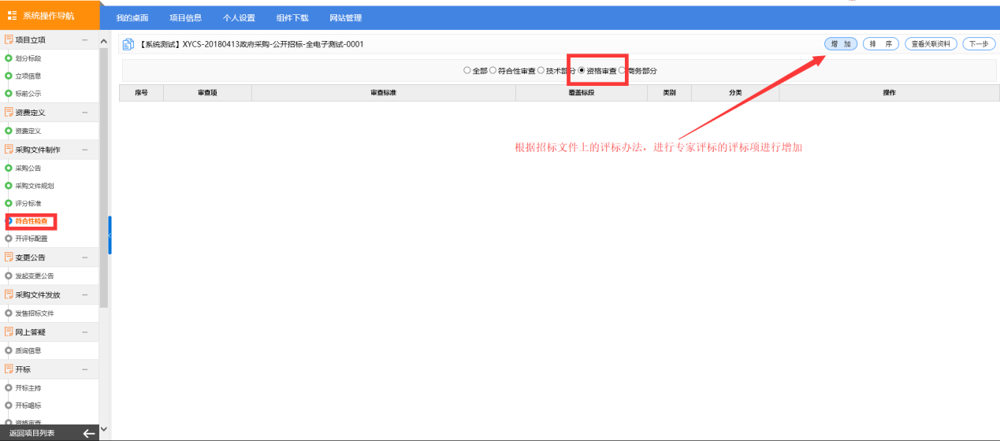 系统操作导航
我的桌面 项目信息 个人设置 组件下载 网站管理
项目立项
划分标段
立项信息
标前公示
资费定义
资费定义
采购文件制作
采购公告
采购文件规划
评分标准
符合性检查
开评标配置
变更公告
发起变更公告
采购文件发放
发售招标文件
网上答疑
质询信息
开标
开标主持
开标唱标
资格审查
返回项目列表
【系统测试】XYCS-20180413政府采购-公开招标-全电子测试-0001
增 加 排 序 查看关联资料 下一步
全部 符合性审查 技术部分 资格审查 商务部分
序号 审查项 审查标准 覆盖标段 类别 分类 操作
根据招标文件上的评标办法，进行专家评标的评标项进行增加